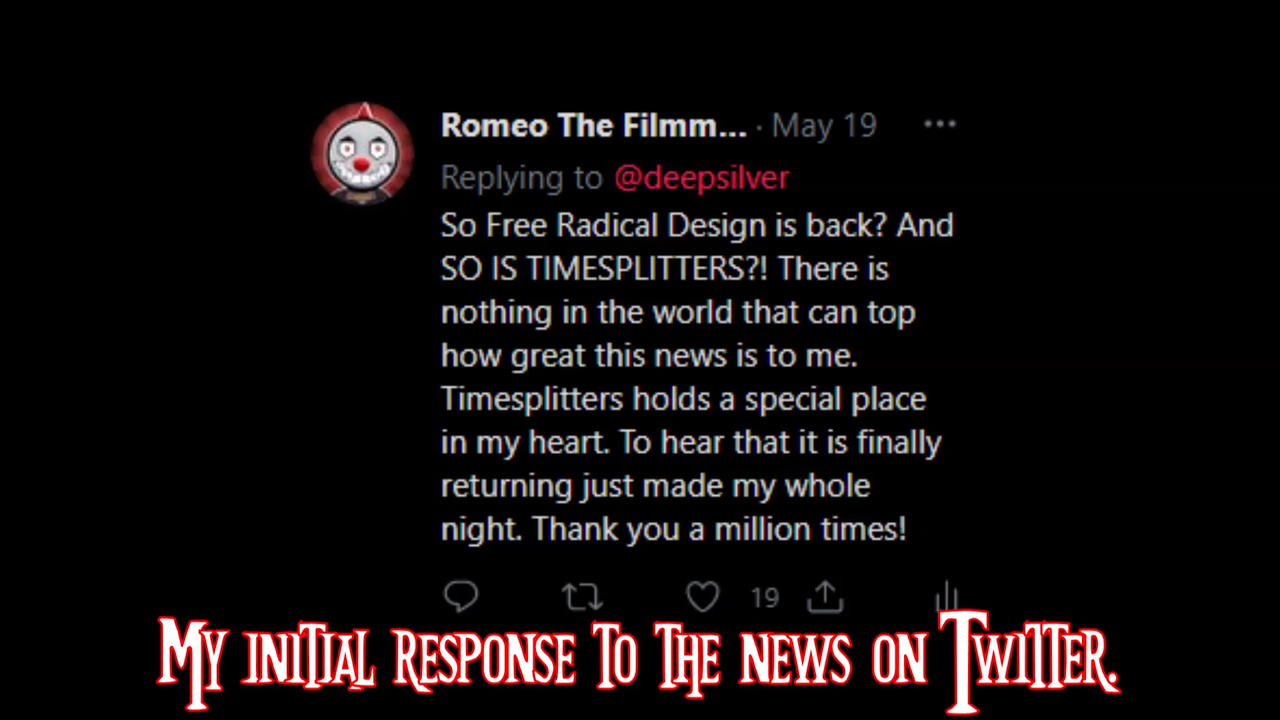 Romeo The Filmm... · May 19 ···
Replying to @deepsilver
So Free Radical Design is back? And
SO IS TIMESPLITTERS?! There is
nothing in the world that can top
how great this news is to me.
Timesplitters holds a special place
in my heart. To hear that it is finally
returning just made my whole
night. Thank you a million times!
19
My initial response to the news on Twitter.